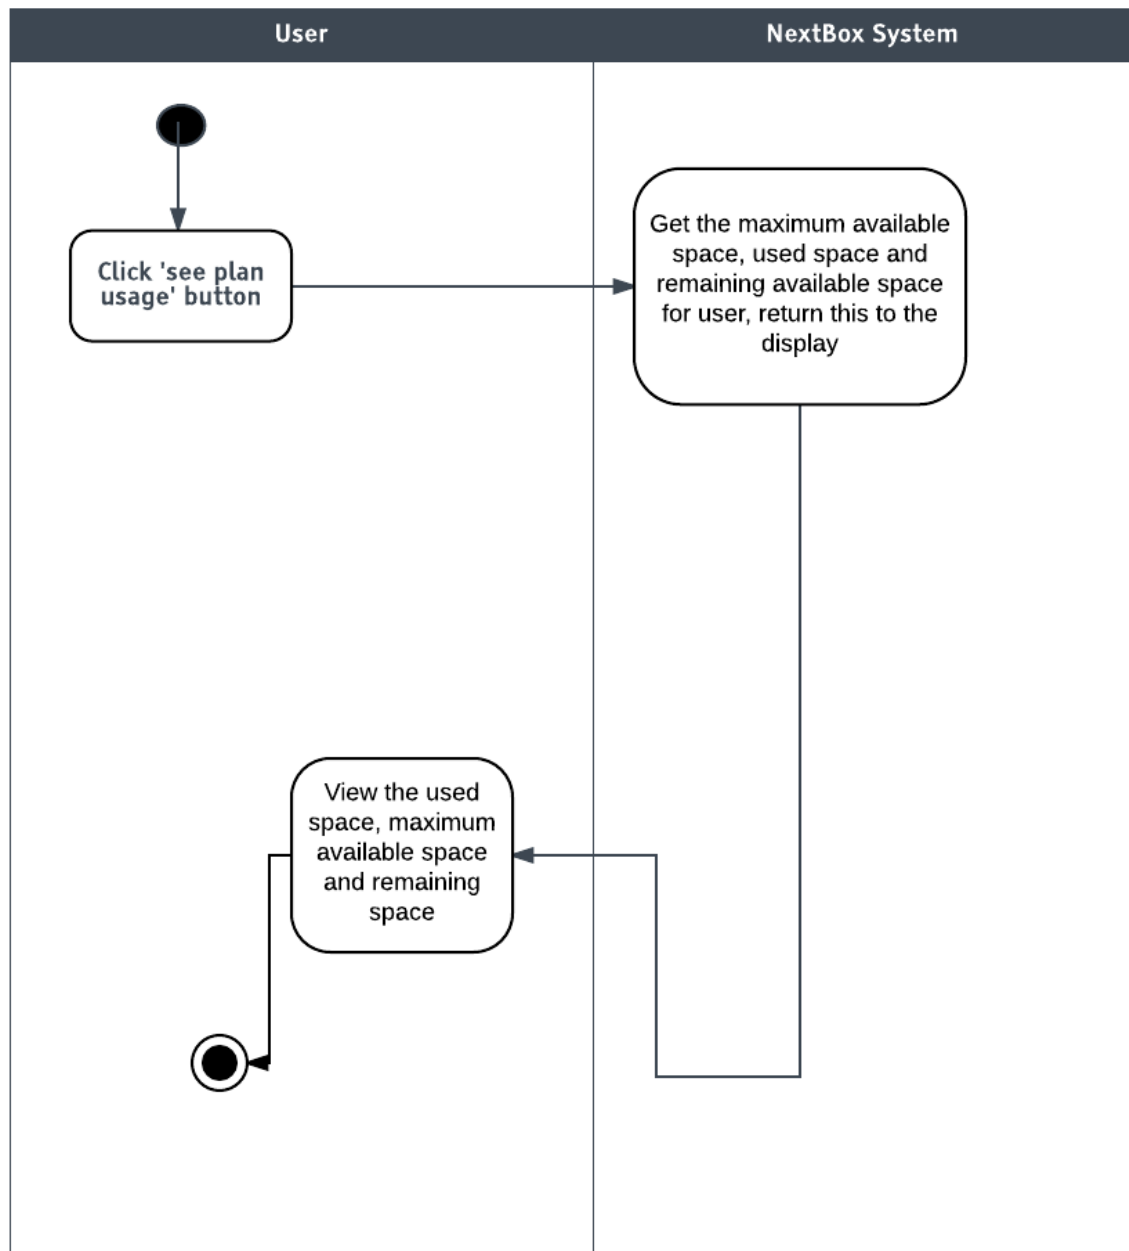 User
NextBox System
Click 'see plan
usage' button
Get the maximum available
space, used space and
remaining available space
for user, return this to the
display
View the used
space, maximum
available space
and remaining
space